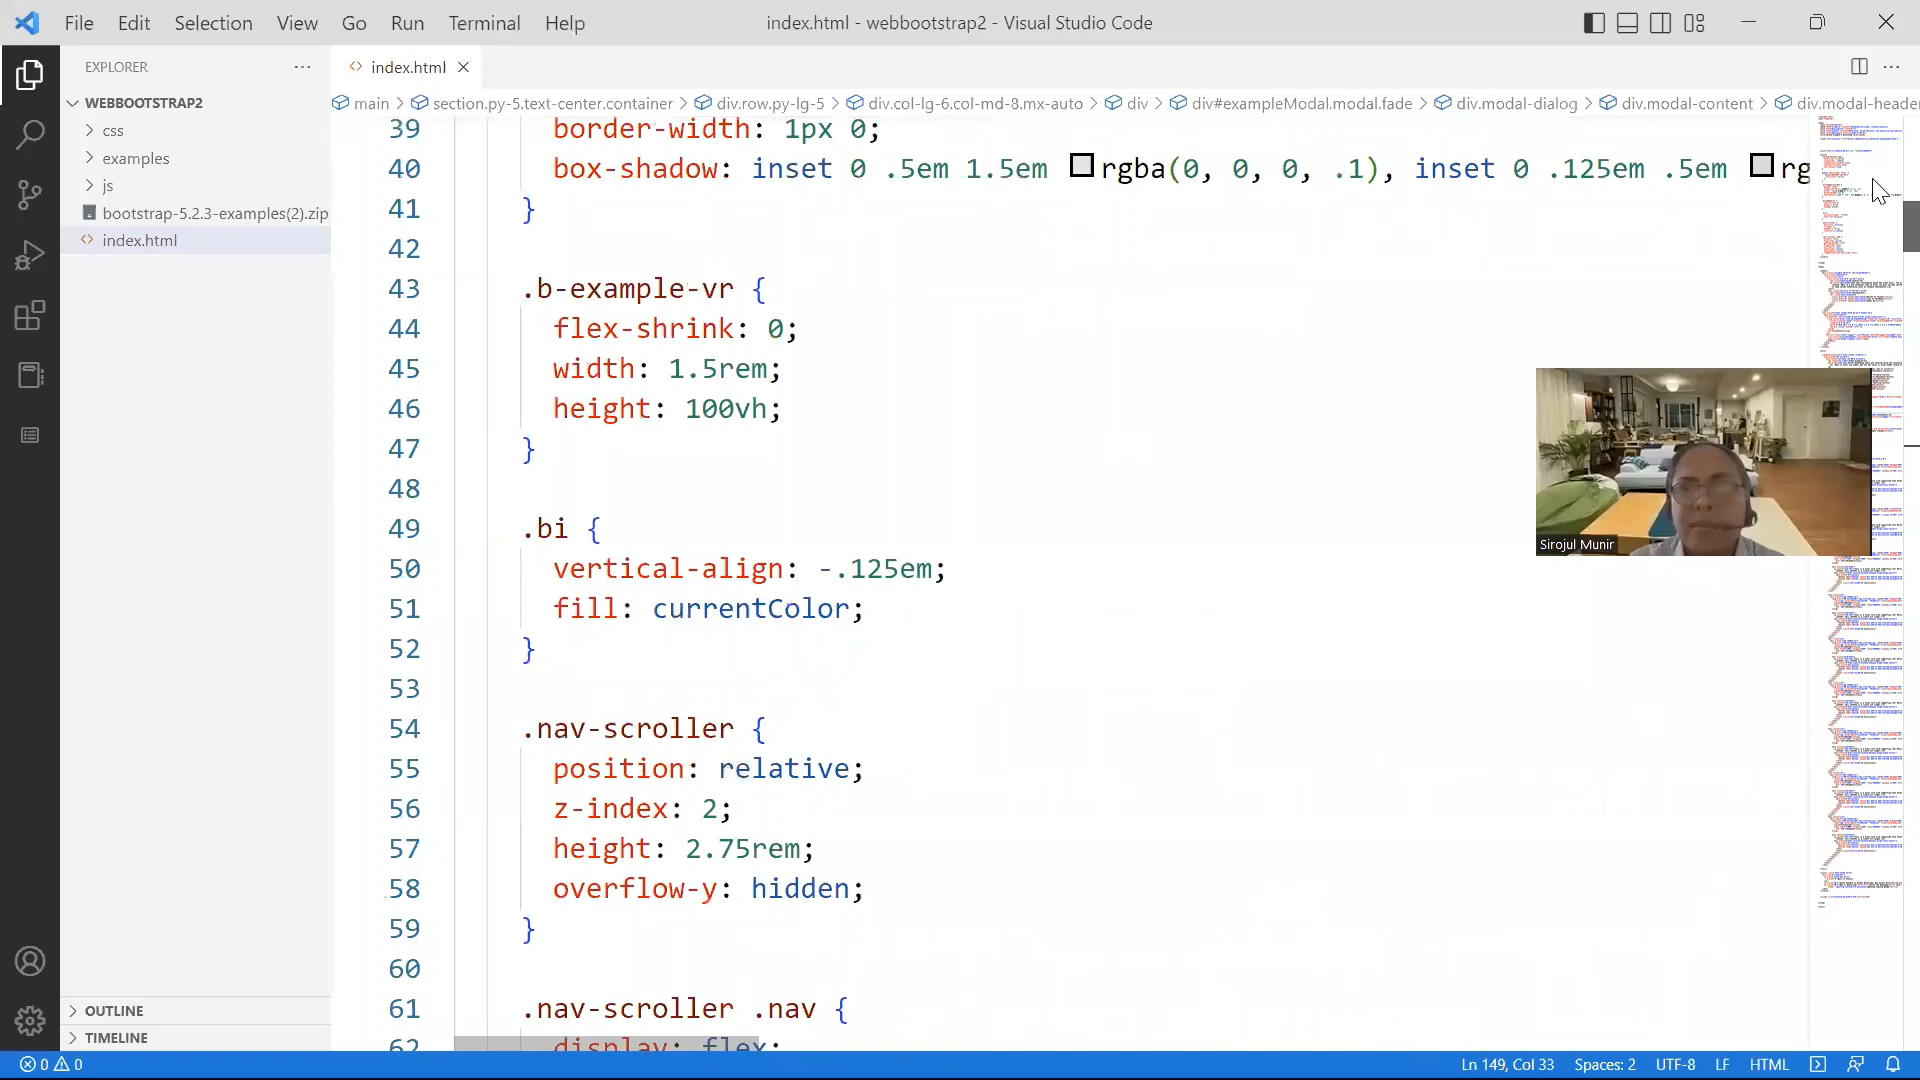 File Edit Selection View Go Run Terminal Help
index.html - webbootstrap2 - Visual Studio Code
EXPLORER
index.html
WEBBOOTSTRAP2
css
examples
js
bootstrap-5.2.3-examples(2).zip
index.html
OUTLINE
TIMELINE
main > section.py-5.text-center.container > div.row.py-lg-5 > div.col-lg-6.col-md-8.mx-auto > div > div#exampleModal.modal.fade > div.modal-dialog > div.modal-content > div.modal-heade
39 border-width: 1px 0;
40 box-shadow: inset 0 .5em 1.5em rgba(0, 0, 0, .1), inset 0 .125em .5em rg
41 }
42
43 .b-example-vr {
44 flex-shrink: 0;
45 width: 1.5rem;
46 height: 100vh;
47 }
48
49 .bi {
50 vertical-align: -.125em;
51 fill: currentColor;
52 }
53
54 .nav-scroller {
55 position: relative;
56 z-index: 2;
57 height: 2.75rem;
58 overflow-y: hidden;
59 }
60
61 .nav-scroller .nav {
62 display: flex;
Sirojul Munir
0 0
Ln 149, Col 33 Spaces: 2 UTF-8 LF HTML